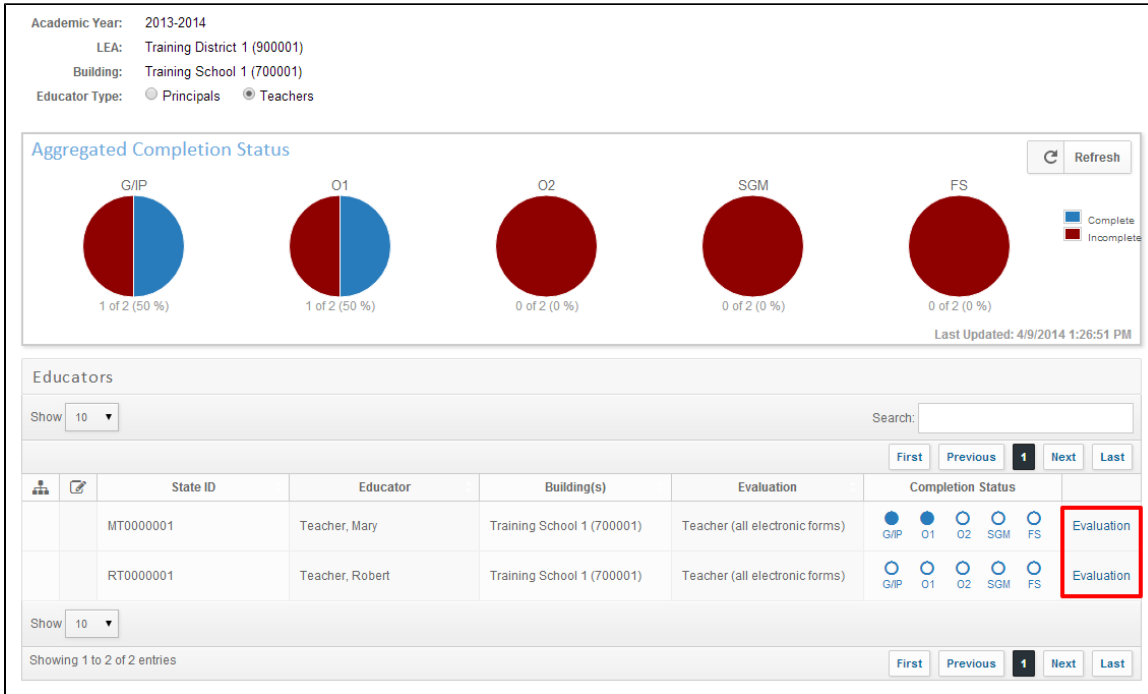 Academic Year: 2013-2014
LEA: Training District 1 (900001)
Building: Training School 1 (700001)
Educator Type: Principals Teachers
Aggregated Completion Status
Refresh
G/IP O1 O2 SGM FS
Complete
Incomplete
1 of 2 (50 %) 1 of 2 (50 %) 0 of 2 (0 %) 0 of 2 (0 %) 0 of 2 (0 %)
Last Updated: 4/9/2014 1:26:51 PM
Educators
Show 10 Search:
First Previous 1 Next Last
State ID Educator Building(s) Evaluation Completion Status
MT0000001 Teacher, Mary Training School 1 (700001) Teacher (all electronic forms) G/IP O1 O2 SGM FS Evaluation
RT0000001 Teacher, Robert Training School 1 (700001) Teacher (all electronic forms) G/IP O1 O2 SGM FS Evaluation
Show 10
Showing 1 to 2 of 2 entries First Previous 1 Next Last